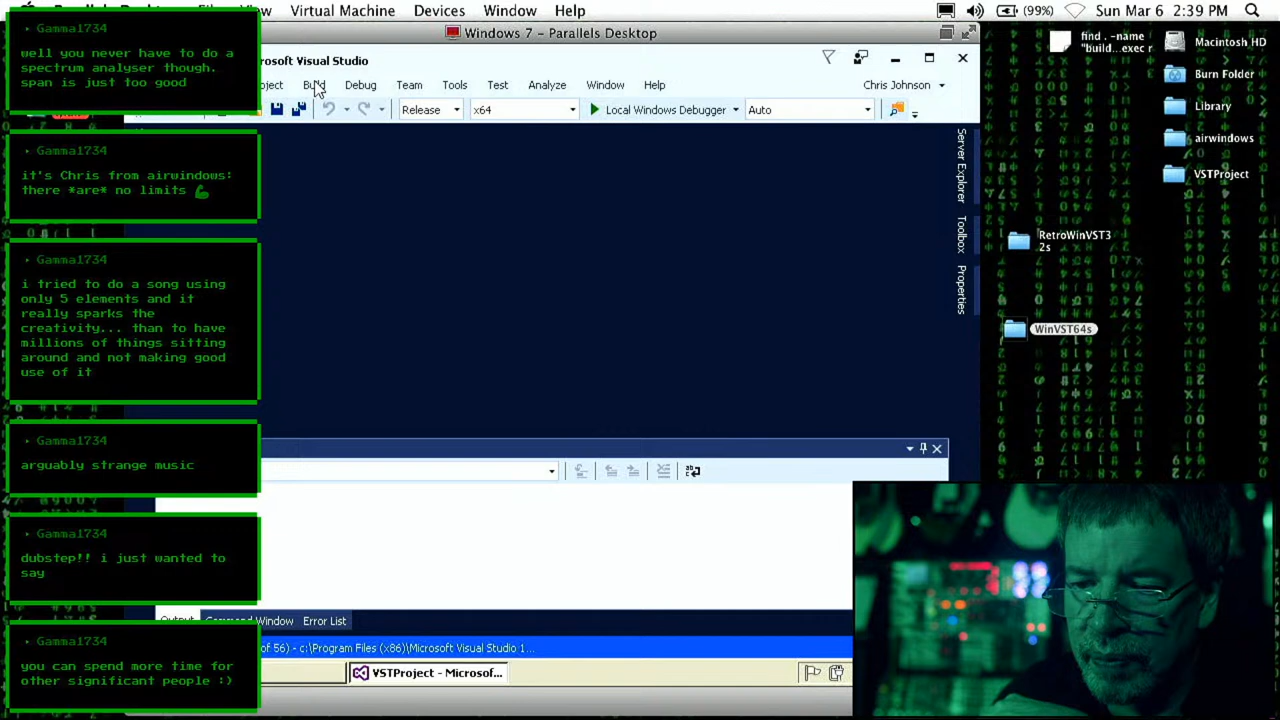 View Virtual Machine Devices Window Help
(99%) Sun Mar 6 2:39 PM
Windows 7 - Parallels Desktop
Microsoft Visual Studio
Build Debug Team Tools Test Analyze Window Help
Chris Johnson
Release x64 Local Windows Debugger Auto
Server Explorer
Toolbox
Properties
Output Command Window Error List
of 56) - c:\Program Files (x86)\Microsoft Visual Studio 1...
VSTProject - Microsof...
find . -name
"build...exec r
Macintosh HD
Burn Folder
Library
airwindows
VSTProject
RetroWinVST3
2s
WinVST64s
Gamma1734
well you never have to do a
spectrum analyser though.
span is just too good
Gamma1734
it's Chris from airwindows:
there *are* no limits 💪
Gamma1734
i tried to do a song using
only 5 elements and it
really sparks the
creativity... than to have
millions of things sitting
around and not making good
use of it
Gamma1734
arguably strange music
Gamma1734
dubstep!! i just wanted to
say
Gamma1734
you can spend more time for
other significant people :)